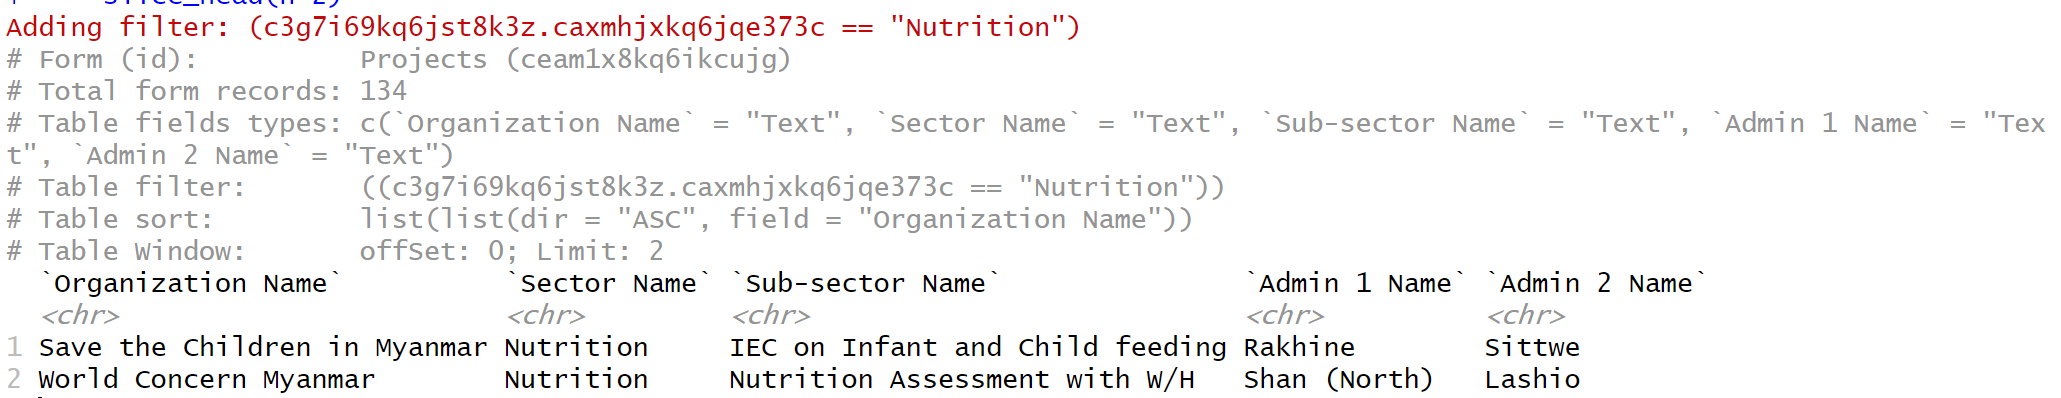 +     slice_head(n=2)
Adding filter: (c3g7i69kq6jst8k3z.caxmhjxkq6jqe373c == "Nutrition")
# Form (id):          Projects (ceam1x8kq6ikcujg)
# Total form records: 134
# Table fields types: c(`Organization Name` = "Text", `Sector Name` = "Text", `Sub-sector Name` = "Text", `Admin 1 Name` = "Tex
t", `Admin 2 Name` = "Text")
# Table filter:       ((c3g7i69kq6jst8k3z.caxmhjxkq6jqe373c == "Nutrition"))
# Table sort:         list(list(dir = "ASC", field = "Organization Name"))
# Table Window:       offSet: 0; Limit: 2
  `Organization Name`          `Sector Name` `Sub-sector Name`               `Admin 1 Name` `Admin 2 Name`
  <chr>                        <chr>         <chr>                           <chr>          <chr>
1 Save the Children in Myanmar Nutrition     IEC on Infant and Child feeding Rakhine        Sittwe
2 World Concern Myanmar        Nutrition     Nutrition Assessment with W/H   Shan (North)   Lashio